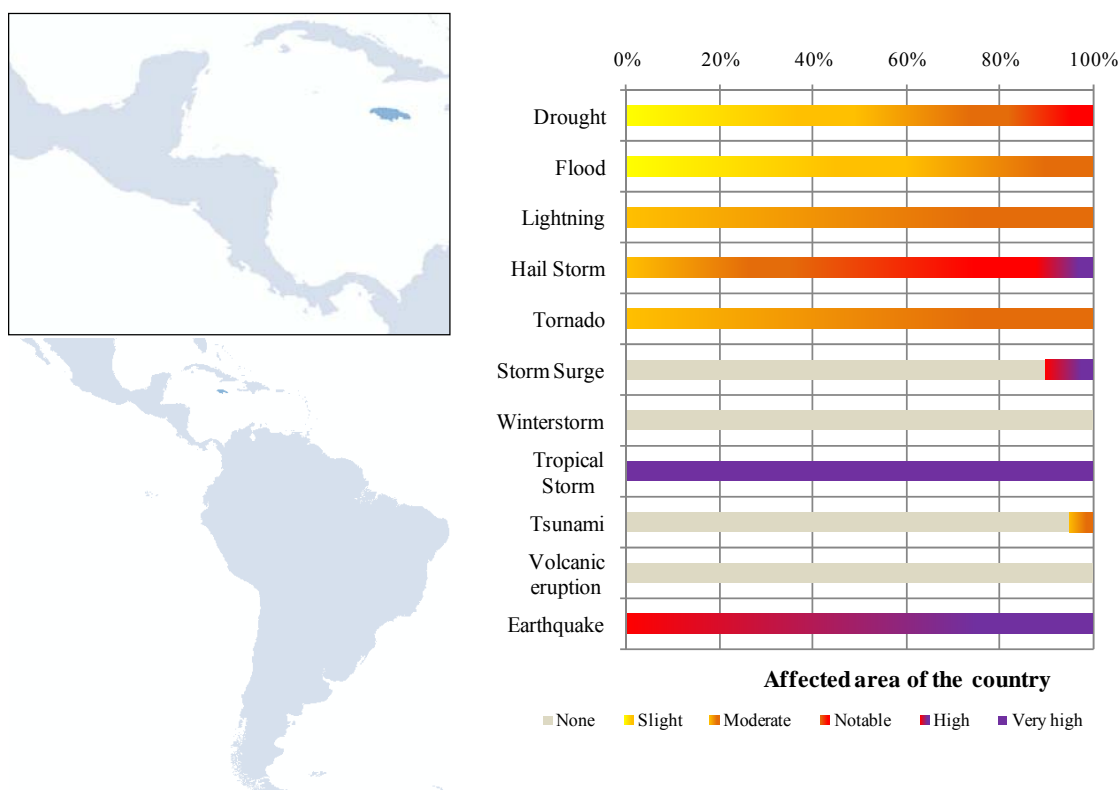 0% 20% 40% 60% 80% 100%
Drought
Flood
Lightning
Hail Storm
Tornado
Storm Surge
Winterstorm
Tropical
Storm
Tsunami
Volcanic
eruption
Earthquake
Affected area of the country
None Slight Moderate Notable High Very high